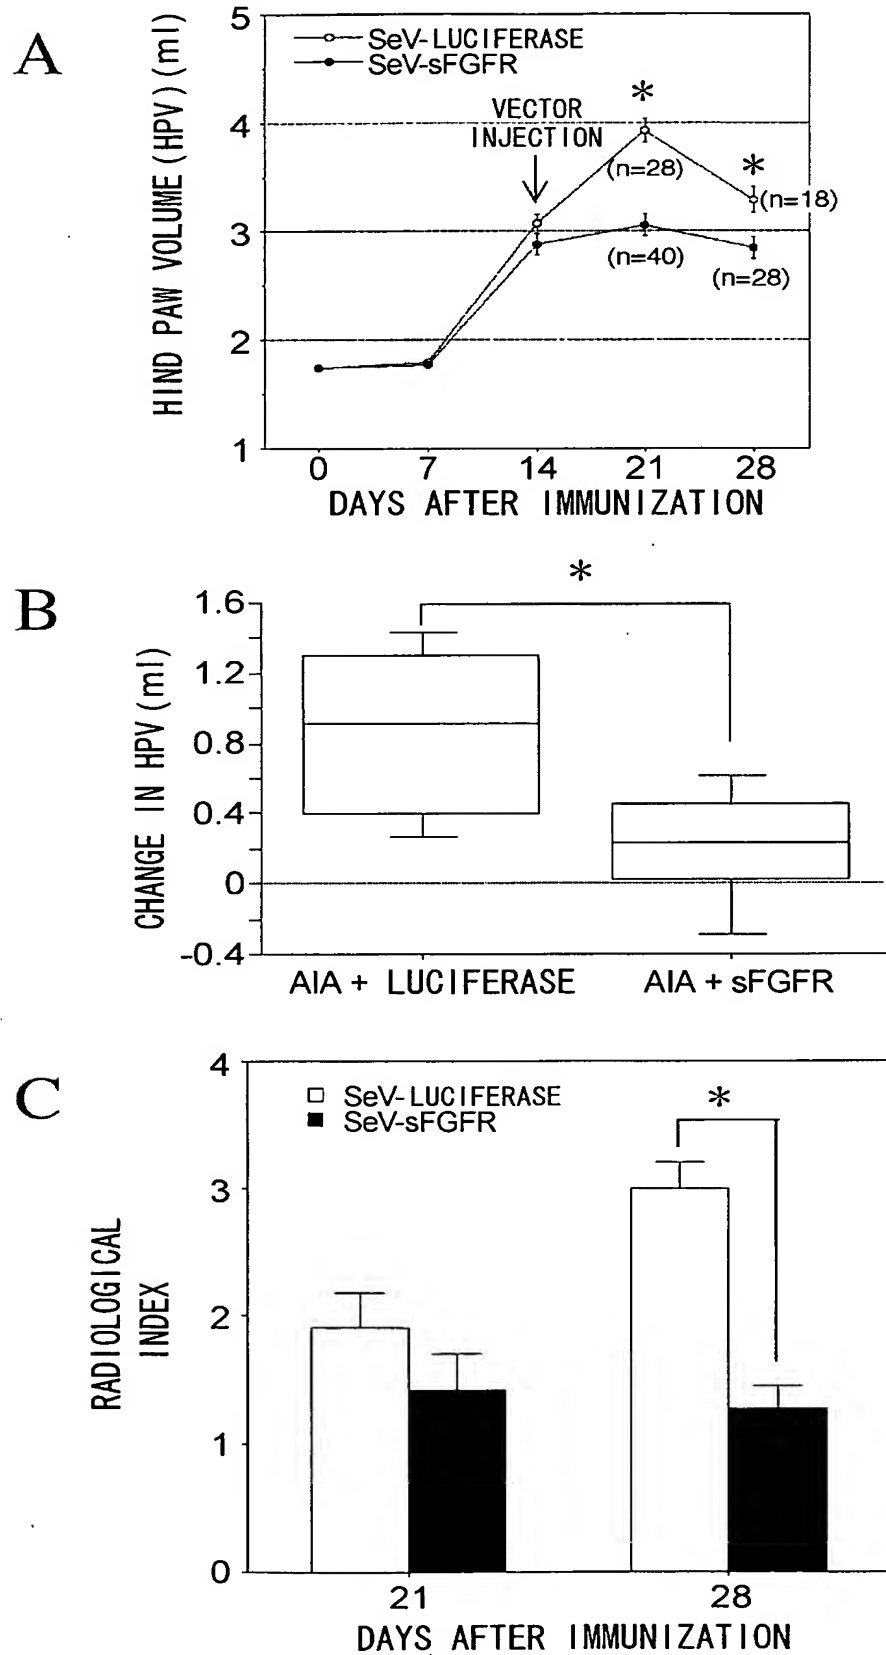 A
HIND PAW VOLUME (HPV) (ml)
5
4
3
2
1
SeV-LUCIFERASE
SeV-sFGFR
VECTOR
INJECTION
*
*
(n=28)
(n=18)
(n=40)
(n=28)
0 7 14 21 28
DAYS AFTER IMMUNIZATION
B
CHANGE IN HPV (ml)
1.6
1.2
0.8
0.4
0
-0.4
*
AIA + LUCIFERASE AIA + sFGFR
C
RADIOLOGICAL
INDEX
4
3
2
1
0
SeV-LUCIFERASE
SeV-sFGFR
*
21 28
DAYS AFTER IMMUNIZATION